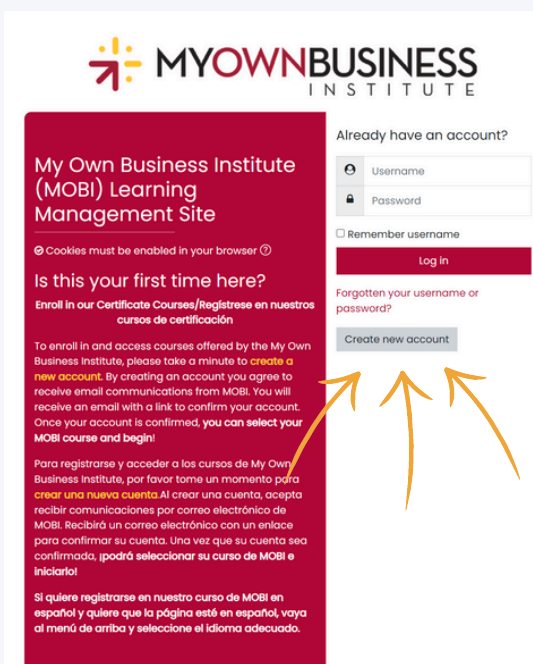 MYOWNBUSINESS
INSTITUTE
My Own Business Institute
(MOBI) Learning
Management Site
Cookies must be enabled in your browser
Is this your first time here?
Enroll in our Certificate Courses/Regístrese en nuestros
cursos de certificación
To enroll in and access courses offered by the My Own
Business Institute, please take a minute to create a
new account. By creating an account you agree to
receive email communications from MOBI. You will
receive an email with a link to confirm your account.
Once your account is confirmed, you can select your
MOBI course and begin!
Para registrarse y acceder a los cursos de My Own
Business Institute, por favor tome un momento para
crear una nueva cuenta.Al crear una cuenta, acepta
recibir comunicaciones por correo electrónico de
MOBI. Recibirá un correo electrónico con un enlace
para confirmar su cuenta. Una vez que su cuenta sea
confirmada, ¡podrá seleccionar su curso de MOBI e
iniciarlo!
Si quiere registrarse en nuestro curso de MOBI en
español y quiere que la página esté en español, vaya
al menú de arriba y seleccione el idioma adecuado.
Already have an account?
Username
Password
Remember username
Log in
Forgotten your username or
password?
Create new account